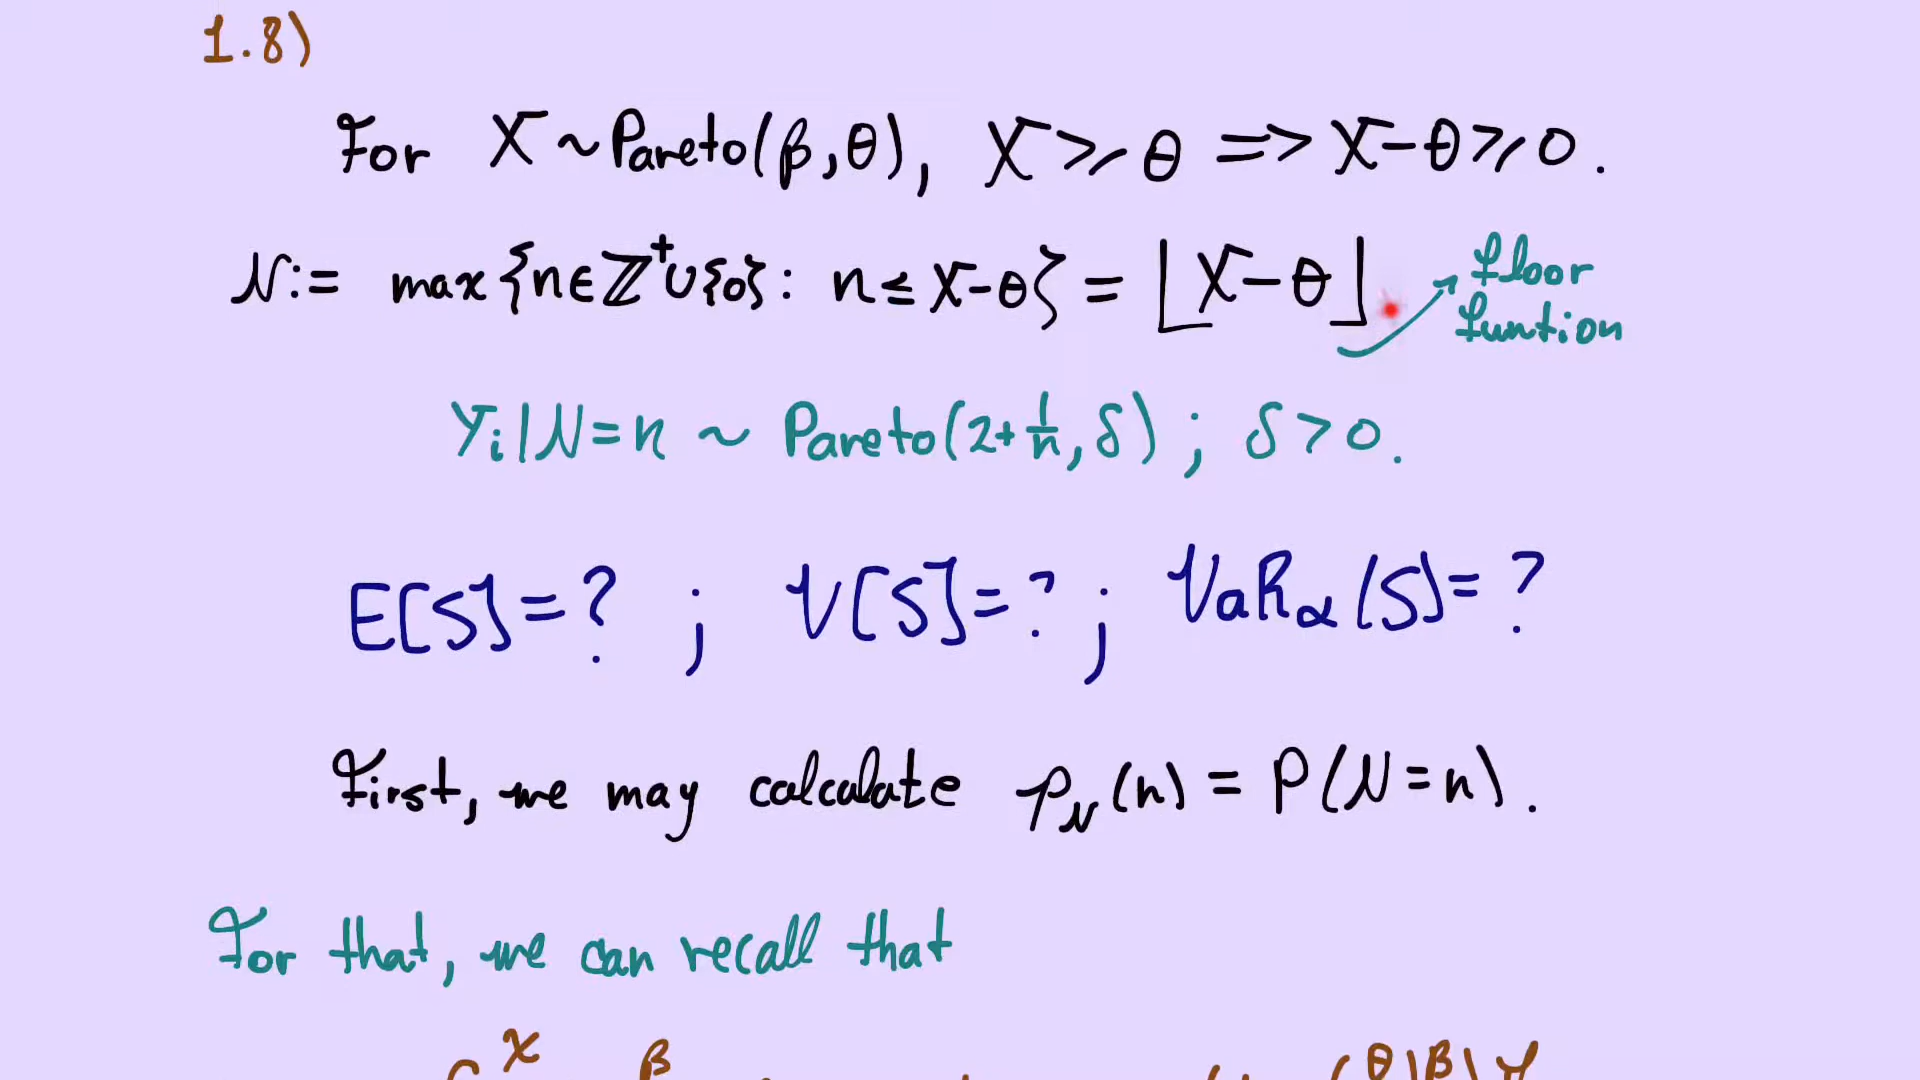 1.8)
For X ~ Pareto(β,θ), X ≥ θ => X-θ ≥ 0.
N := max{n∈ℤ⁺∪{0}: n ≤ X-θ} = ⌊X-θ⌋
floor
funtion
Yᵢ|N=n ~ Pareto(2+1/n, δ) ; δ > 0.
E[S]=? ; V[S]=? ; VaRα(S)=?
First, we may calculate p_N(n) = P(N=n).
For that, we can recall that